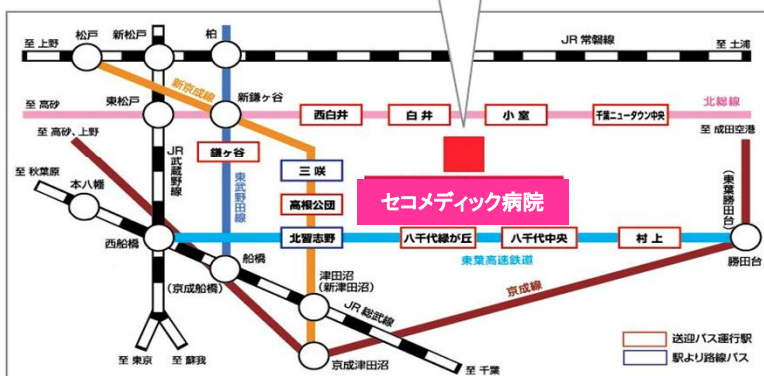 至 上野
松戸
新松戸
柏
JR 常磐線
至 土浦
新京成線
新鎌ヶ谷
至 高砂
東松戸
西白井
白 井
小 室
千葉ニュータウン中央
北総線
至 高砂、上野
鎌ヶ谷
至 成田空港
至 秋葉原
JR武蔵野線
東武野田線
三 咲
本八幡
高根公団
セコメディック病院
(東葉勝田台)
西船橋
北習志野
八千代緑が丘
八千代中央
村 上
勝田台
東葉高速鉄道
船橋
(京成船橋)
津田沼
(新津田沼)
京成線
JR 総武線
至 東京
至 蘇我
京成津田沼
至 千葉
送迎バス運行駅
駅より路線バス